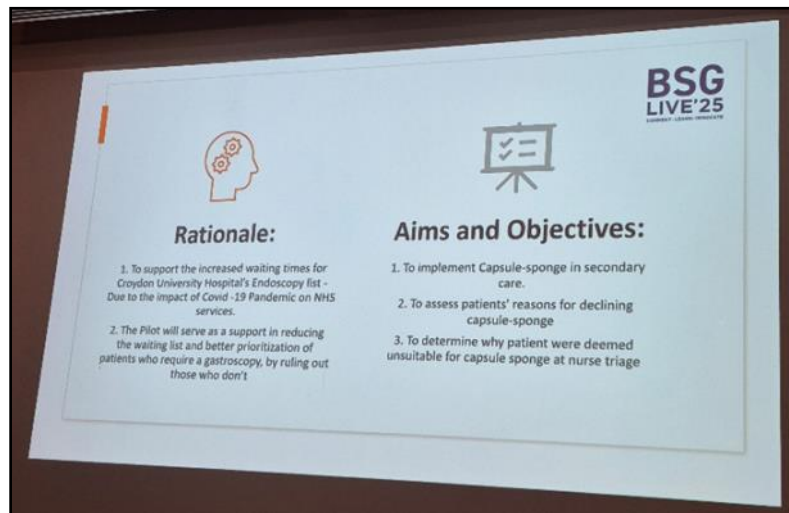 BSG
LIVE'25
CONNECT · LEARN · INNOVATE
Rationale:
1. To support the increased waiting times for
Croydon University Hospital's Endoscopy list -
Due to the impact of Covid -19 Pandemic on NHS
services.
2. The Pilot will serve as a support in reducing
the waiting list and better prioritization of
patients who require a gastroscopy, by ruling out
those who don't
Aims and Objectives:
1. To implement Capsule-sponge in secondary
care.
2. To assess patients' reasons for declining
capsule-sponge
3. To determine why patient were deemed
unsuitable for capsule sponge at nurse triage